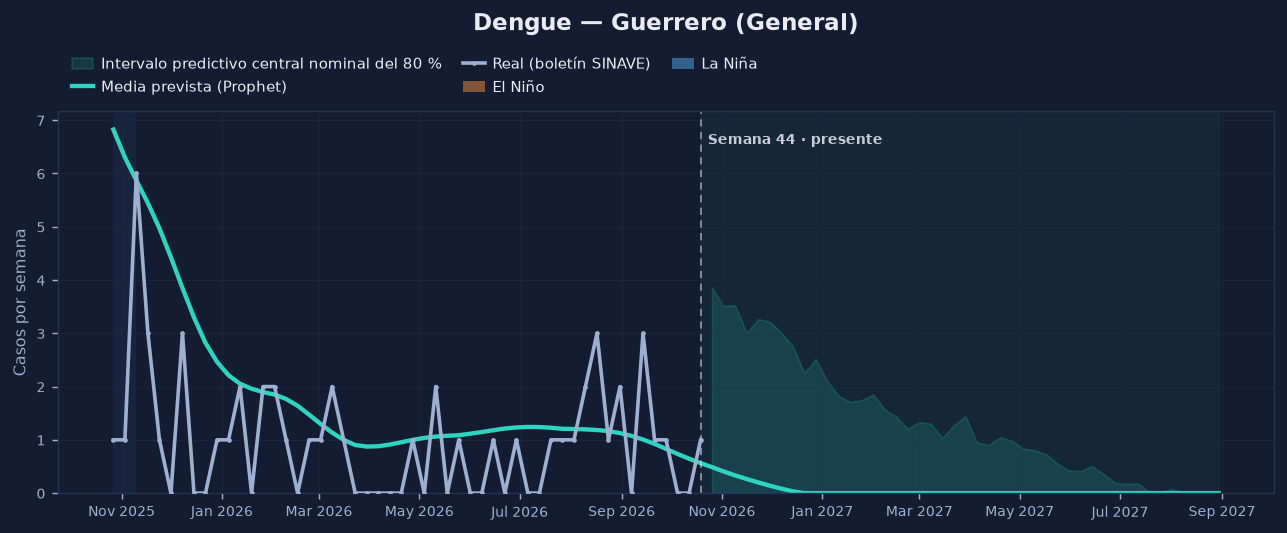 Dengue — Guerrero (General)
Intervalo predictivo central nominal del 80 %
Real (boletín SINAVE)
La Niña
Media prevista (Prophet)
El Niño
Semana 44 · presente
Casos por semana
7
6
5
4
3
2
1
0
Nov 2025
Jan 2026
Mar 2026
May 2026
Jul 2026
Sep 2026
Nov 2026
Jan 2027
Mar 2027
May 2027
Jul 2027
Sep 2027